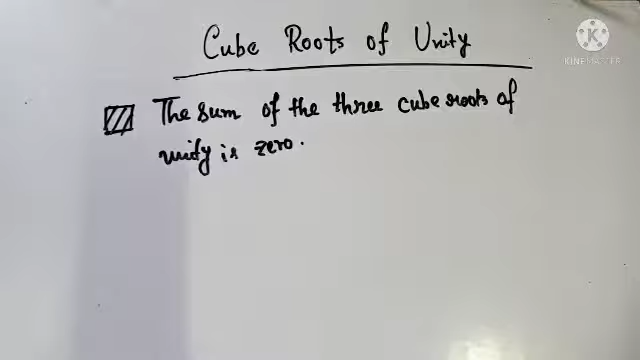 Cube Roots of Unity
KINEMASTER
The sum of the three cube roots of
unity is zero.